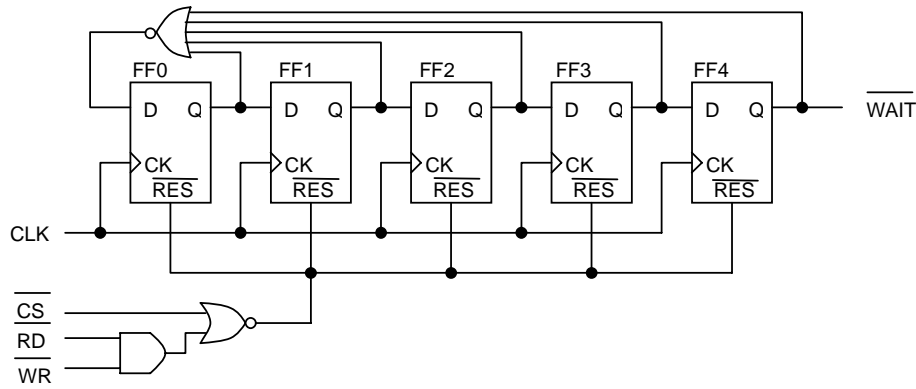 FF0 FF1 FF2 FF3 FF4
D Q D Q D Q D Q D Q WAIT
CK CK CK CK CK
RES RES RES RES RES
CLK
CS
RD
WR